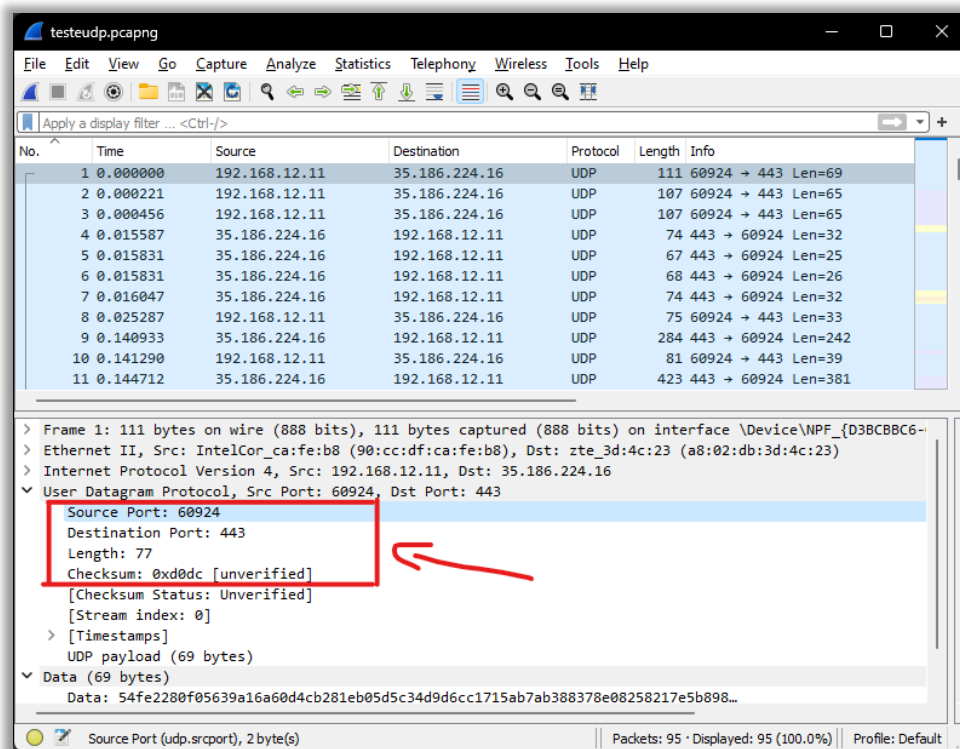 testeudp.pcapng
File Edit View Go Capture Analyze Statistics Telephony Wireless Tools Help
Apply a display filter ... <Ctrl-/>
No. Time Source Destination Protocol Length Info
1 0.000000 192.168.12.11 35.186.224.16 UDP 111 60924 → 443 Len=69
2 0.000221 192.168.12.11 35.186.224.16 UDP 107 60924 → 443 Len=65
3 0.000456 192.168.12.11 35.186.224.16 UDP 107 60924 → 443 Len=65
4 0.015587 35.186.224.16 192.168.12.11 UDP 74 443 → 60924 Len=32
5 0.015831 35.186.224.16 192.168.12.11 UDP 67 443 → 60924 Len=25
6 0.015831 35.186.224.16 192.168.12.11 UDP 68 443 → 60924 Len=26
7 0.016047 35.186.224.16 192.168.12.11 UDP 74 443 → 60924 Len=32
8 0.025287 192.168.12.11 35.186.224.16 UDP 75 60924 → 443 Len=33
9 0.140933 35.186.224.16 192.168.12.11 UDP 284 443 → 60924 Len=242
10 0.141290 192.168.12.11 35.186.224.16 UDP 81 60924 → 443 Len=39
11 0.144712 35.186.224.16 192.168.12.11 UDP 423 443 → 60924 Len=381
Frame 1: 111 bytes on wire (888 bits), 111 bytes captured (888 bits) on interface \Device\NPF_{D3BCBBC6-
Ethernet II, Src: IntelCor_ca:fe:b8 (90:cc:df:ca:fe:b8), Dst: zte_3d:4c:23 (a8:02:db:3d:4c:23)
Internet Protocol Version 4, Src: 192.168.12.11, Dst: 35.186.224.16
User Datagram Protocol, Src Port: 60924, Dst Port: 443
Source Port: 60924
Destination Port: 443
Length: 77
Checksum: 0xd0dc [unverified]
[Checksum Status: Unverified]
[Stream index: 0]
[Timestamps]
UDP payload (69 bytes)
Data (69 bytes)
Data: 54fe2280f05639a16a60d4cb281eb05d5c34d9d6cc1715ab7ab388378e08258217e5b898…
Source Port (udp.srcport), 2 byte(s) Packets: 95 · Displayed: 95 (100.0%) Profile: Default